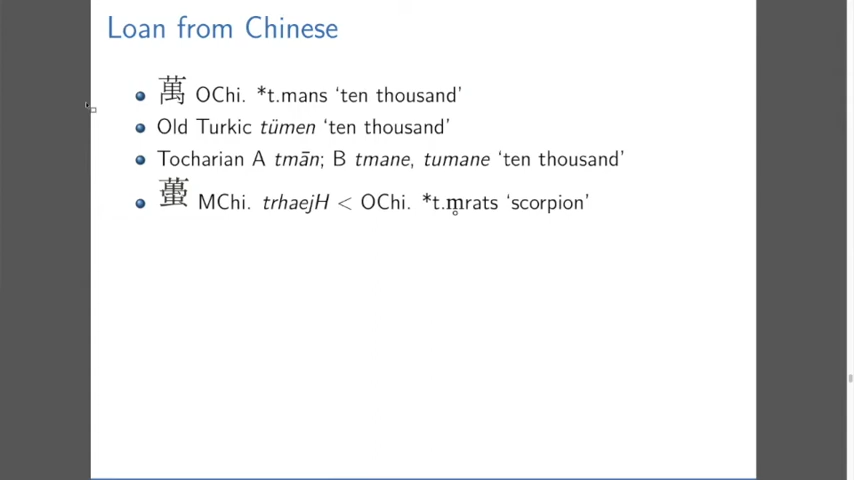 Loan from Chinese
萬 OChi. *t.mans ‘ten thousand’
Old Turkic tümen ‘ten thousand’
Tocharian A tmān; B tmane, tumane ‘ten thousand’
蠆 MChi. trhaejH < OChi. *t.m̥rats ‘scorpion’